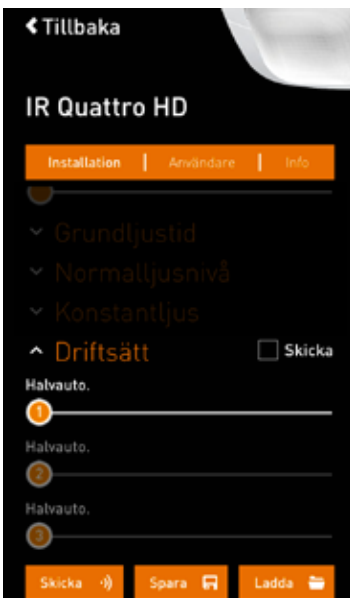 Tillbaka
IR Quattro HD
Installation | Användare | Info
Grundljustid
Normalljusnivå
Konstantljus
Driftsätt Skicka
Halvauto.
1
Halvauto.
2
Halvauto.
3
Skicka Spara Ladda